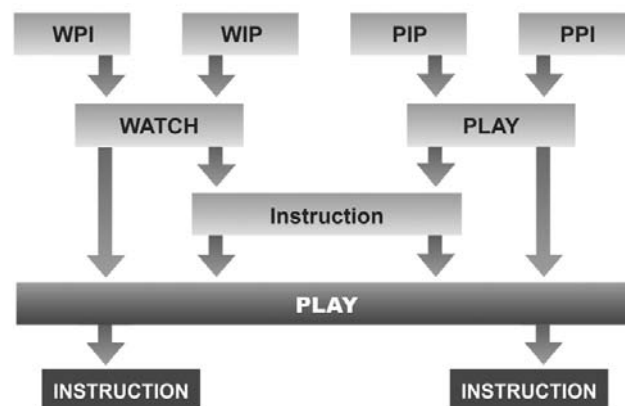 WPI WIP PIP PPI
WATCH PLAY
Instruction
PLAY
INSTRUCTION INSTRUCTION